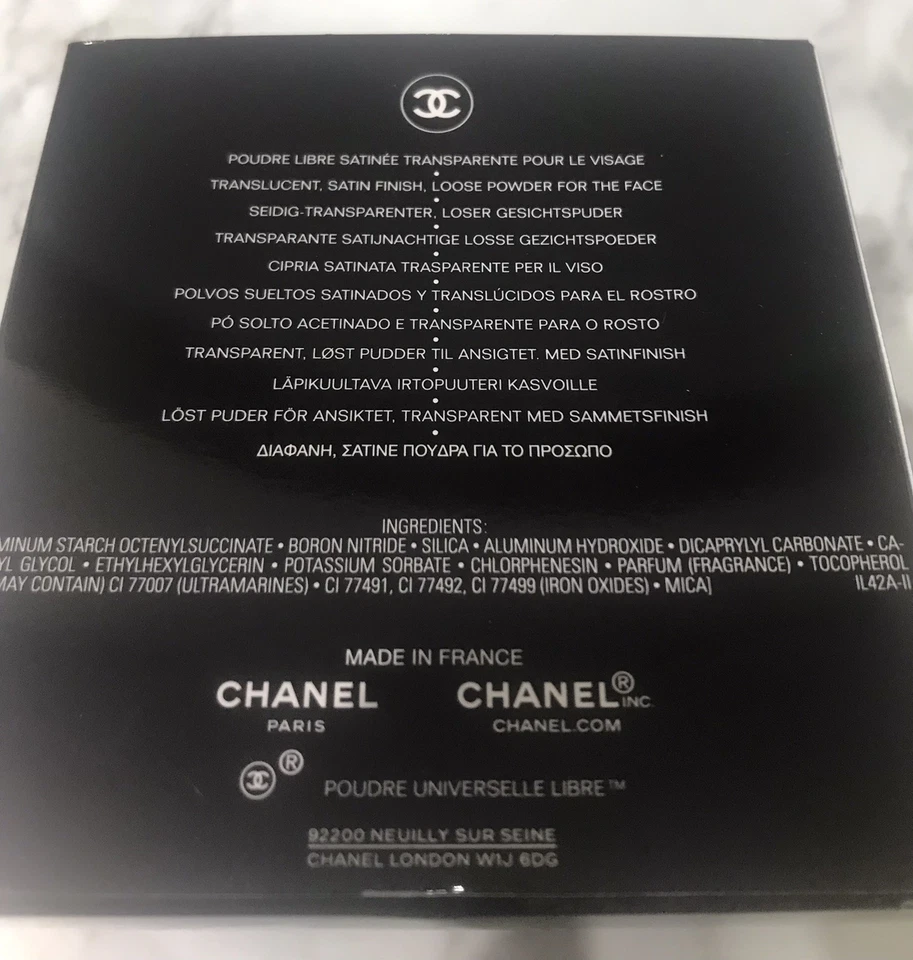 POUDRE LIBRE SATINÉE TRANSPARENTE POUR LE VISAGE
•
TRANSLUCENT, SATIN FINISH, LOOSE POWDER FOR THE FACE
•
SEIDIG-TRANSPARENTER, LOSER GESICHTSPUDER
•
TRANSPARANTE SATIJNACHTIGE LOSSE GEZICHTSPOEDER
•
CIPRIA SATINATA TRASPARENTE PER IL VISO
•
POLVOS SUELTOS SATINADOS Y TRANSLÚCIDOS PARA EL ROSTRO
•
PÓ SOLTO ACETINADO E TRANSPARENTE PARA O ROSTO
•
TRANSPARENT, LØST PUDDER TIL ANSIGTET. MED SATINFINISH
•
LÄPIKUULTAVA IRTOPUUTERI KASVOILLE
•
LÖST PUDER FÖR ANSIKTET, TRANSPARENT MED SAMMETSFINISH
•
ΔΙΑΦΑΝΗ, ΣΑΤΙΝΕ ΠΟΥΔΡΑ ΓΙΑ ΤΟ ΠΡΟΣΩΠΟ
INGREDIENTS:
MINUM STARCH OCTENYLSUCCINATE • BORON NITRIDE • SILICA • ALUMINUM HYDROXIDE • DICAPRYLYL CARBONATE • CA-
YL GLYCOL • ETHYLHEXYLGLYCERIN • POTASSIUM SORBATE • CHLORPHENESIN • PARFUM (FRAGRANCE) • TOCOPHEROL
MAY CONTAIN) CI 77007 (ULTRAMARINES) • CI 77491, CI 77492, CI 77499 (IRON OXIDES) • MICA] IL42A-II
MADE IN FRANCE
CHANEL CHANEL® INC.
PARIS CHANEL.COM
® POUDRE UNIVERSELLE LIBRE™
92200 NEUILLY SUR SEINE
CHANEL LONDON W1J 6DG